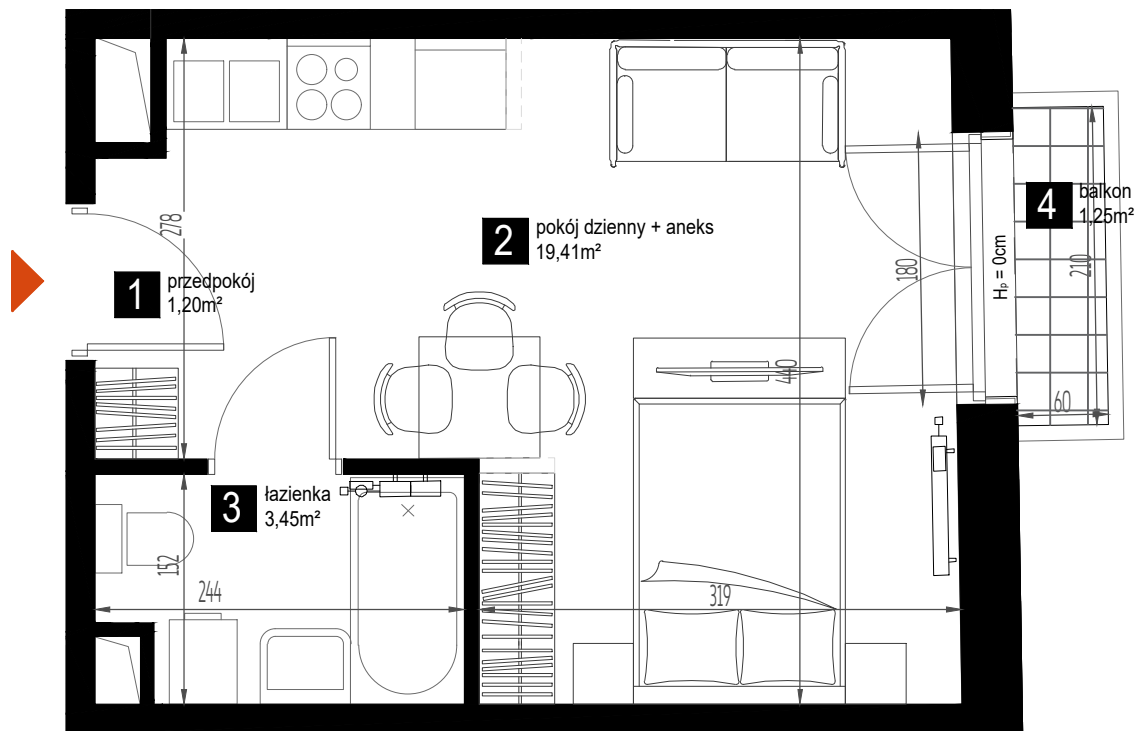 278
2
pokój dzienny + aneks
19,41m²
4
balkon
1,25m²
1
przedpokój
1,20m²
180
Hp = 0cm
210
440
60
3
łazienka
3,45m²
152
244
319